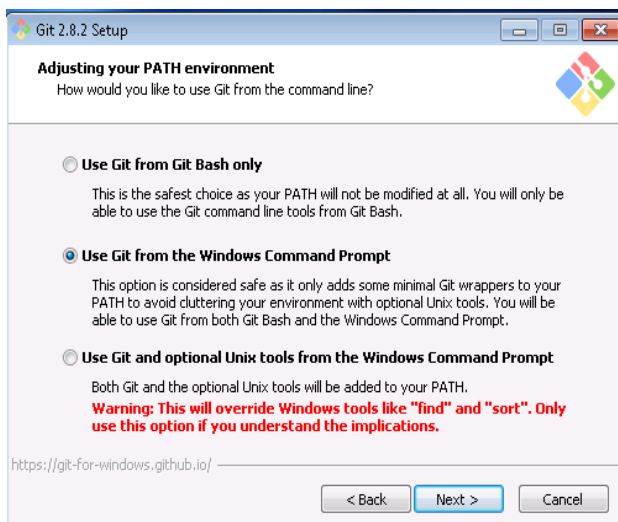 Git 2.8.2 Setup
Adjusting your PATH environment
How would you like to use Git from the command line?
Use Git from Git Bash only
This is the safest choice as your PATH will not be modified at all. You will only be
able to use the Git command line tools from Git Bash.
Use Git from the Windows Command Prompt
This option is considered safe as it only adds some minimal Git wrappers to your
PATH to avoid cluttering your environment with optional Unix tools. You will be
able to use Git from both Git Bash and the Windows Command Prompt.
Use Git and optional Unix tools from the Windows Command Prompt
Both Git and the optional Unix tools will be added to your PATH.
Warning: This will override Windows tools like "find" and "sort". Only
use this option if you understand the implications.
https://git-for-windows.github.io/
< Back Next > Cancel